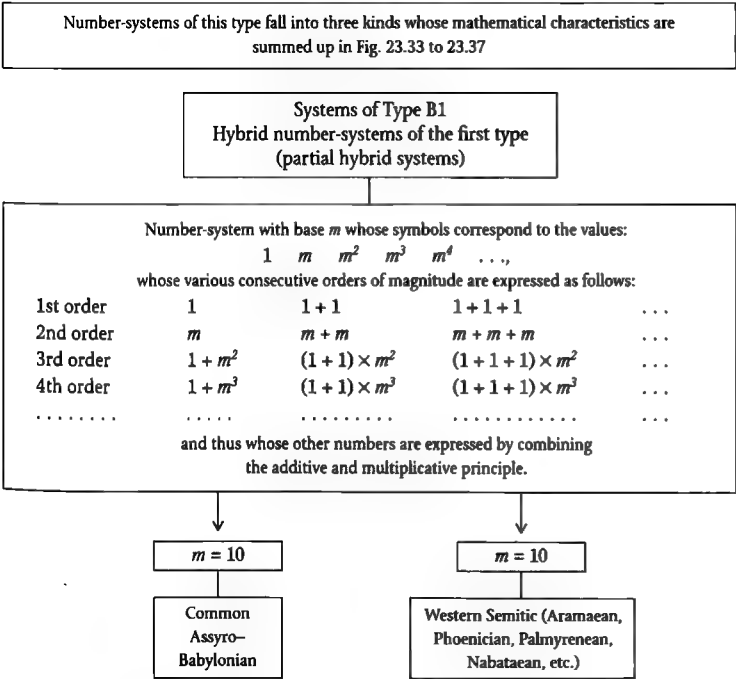 Number-systems of this type fall into three kinds whose mathematical characteristics are
summed up in Fig. 23.33 to 23.37
Systems of Type B1
Hybrid number-systems of the first type
(partial hybrid systems)
Number-system with base m whose symbols correspond to the values:
1 m m² m³ m⁴ . . .,
whose various consecutive orders of magnitude are expressed as follows:
1st order 1 1 + 1 1 + 1 + 1 . . .
2nd order m m + m m + m + m . . .
3rd order 1 + m² (1 + 1) × m² (1 + 1 + 1) × m² . . .
4th order 1 + m³ (1 + 1) × m³ (1 + 1 + 1) × m³ . . .
. . . . . . . . . . . . . . . . . . . . . . . . . . . . . . . . . . . . .
and thus whose other numbers are expressed by combining
the additive and multiplicative principle.
m = 10 m = 10
Common
Assyro–
Babylonian
Western Semitic (Aramaean,
Phoenician, Palmyrenean,
Nabataean, etc.)